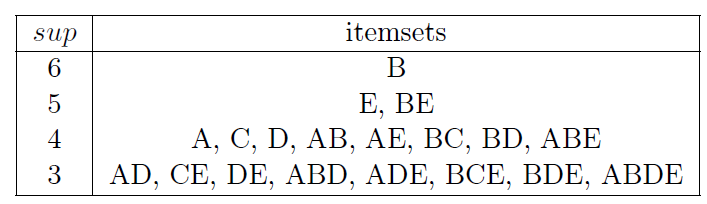 sup itemsets
6 B
5 E, BE
4 A, C, D, AB, AE, BC, BD, ABE
3 AD, CE, DE, ABD, ADE, BCE, BDE, ABDE